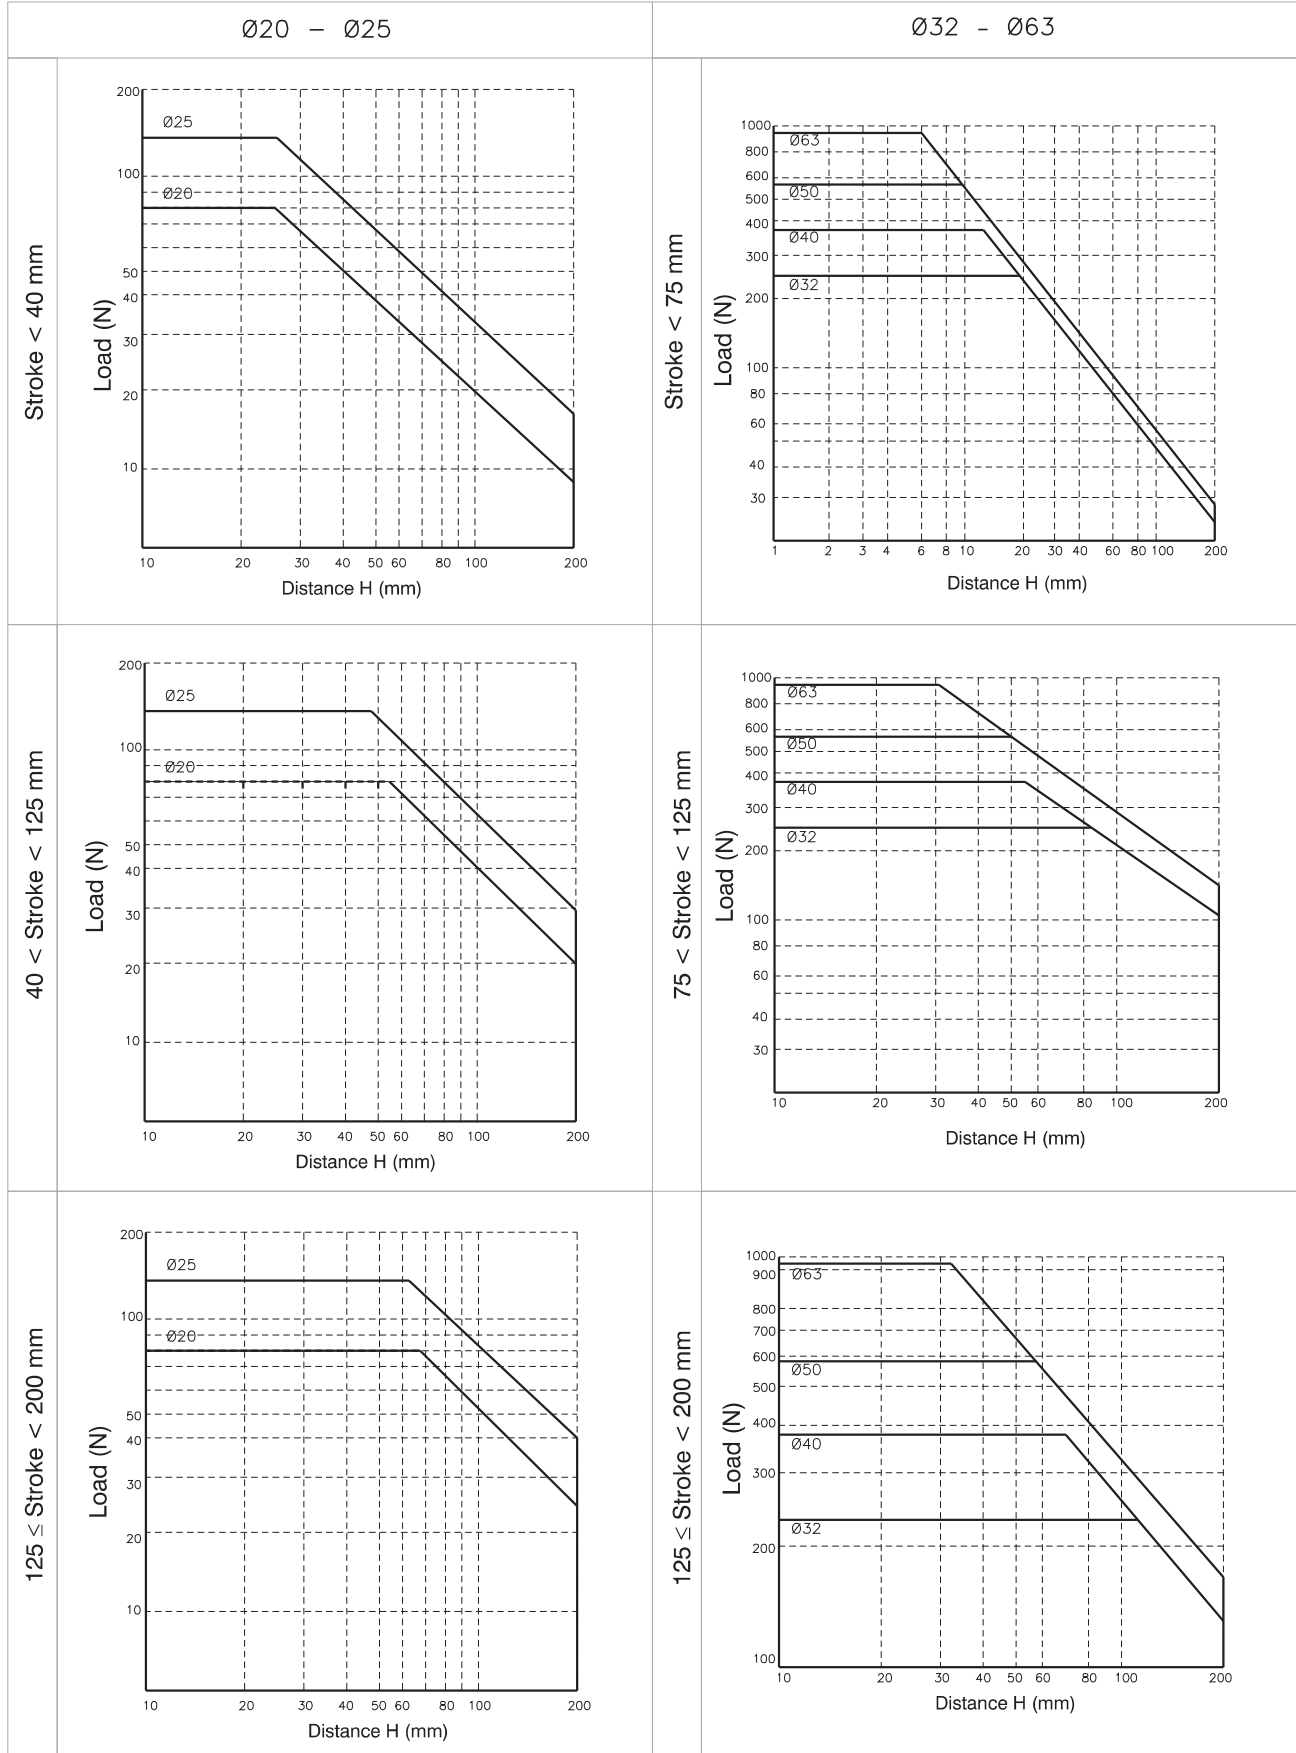 Ø20 – Ø25
Ø32 - Ø63
Stroke < 40 mm
Load (N)
200
100
50
40
30
20
10
Ø25
Ø20
10 20 30 40 50 60 80 100 200
Distance H (mm)
Stroke < 75 mm
Load (N)
1000
800
600
500
400
300
200
100
80
60
40
30
Ø63
Ø50
Ø40
Ø32
1 2 3 4 6 8 10 20 30 40 60 80 100 200
Distance H (mm)
40 < Stroke < 125 mm
Load (N)
200
100
50
40
30
20
10
Ø25
Ø20
10 20 30 40 50 60 80 100 200
Distance H (mm)
75 < Stroke < 125 mm
Load (N)
1000
800
600
500
400
300
200
100
80
60
40
30
Ø63
Ø50
Ø40
Ø32
10 20 30 40 50 60 80 100 200
Distance H (mm)
125 ≤ Stroke < 200 mm
Load (N)
200
100
50
40
30
20
10
Ø25
Ø20
10 20 30 40 50 60 80 100 200
Distance H (mm)
125 ≤ Stroke < 200 mm
Load (N)
1000
900
800
700
600
500
400
300
200
100
Ø63
Ø50
Ø40
Ø32
10 20 30 40 50 60 80 100 200
Distance H (mm)